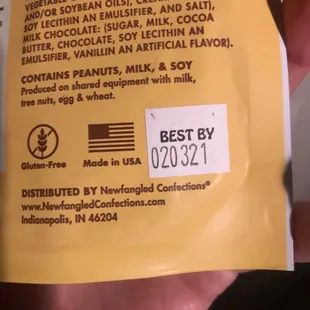 AND/OR SOYBEAN OILS), CREAM
SOY LECITHIN AN EMULSIFIER, AND SALT),
MILK CHOCOLATE: (SUGAR, MILK, COCOA
BUTTER, CHOCOLATE, SOY LECITHIN AN
EMULSIFIER, VANILLIN AN ARTIFICIAL FLAVOR).
CONTAINS PEANUTS, MILK, & SOY
Produced on shared equipment with milk,
tree nuts, egg & wheat.
BEST BY
020321
Gluten-Free
Made in USA
DISTRIBUTED BY Newfangled Confections®
www.NewfangledConfections.com
Indianapolis, IN 46204